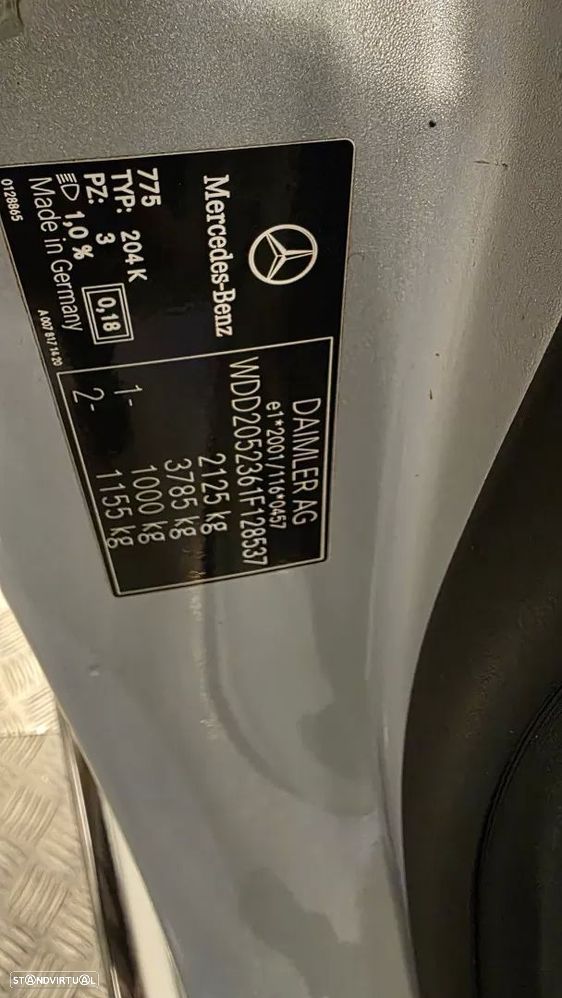 Mercedes-Benz
775
TYP: 204 K
PZ: 3
0,18
1,0 %
Made in Germany
0128865
A 007 817 14 20
DAIMLER AG
e1*2001/116*0457
WDD2052361F128537
2125 kg
3785 kg
1- 1000 kg
2- 1155 kg
STANDVIRTUAL